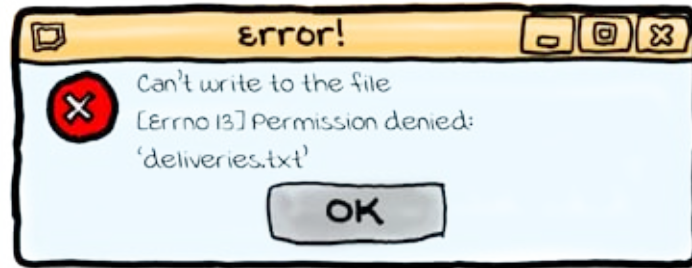 Error!
Can't write to the file
[Errno 13] Permission denied:
'deliveries.txt'
OK